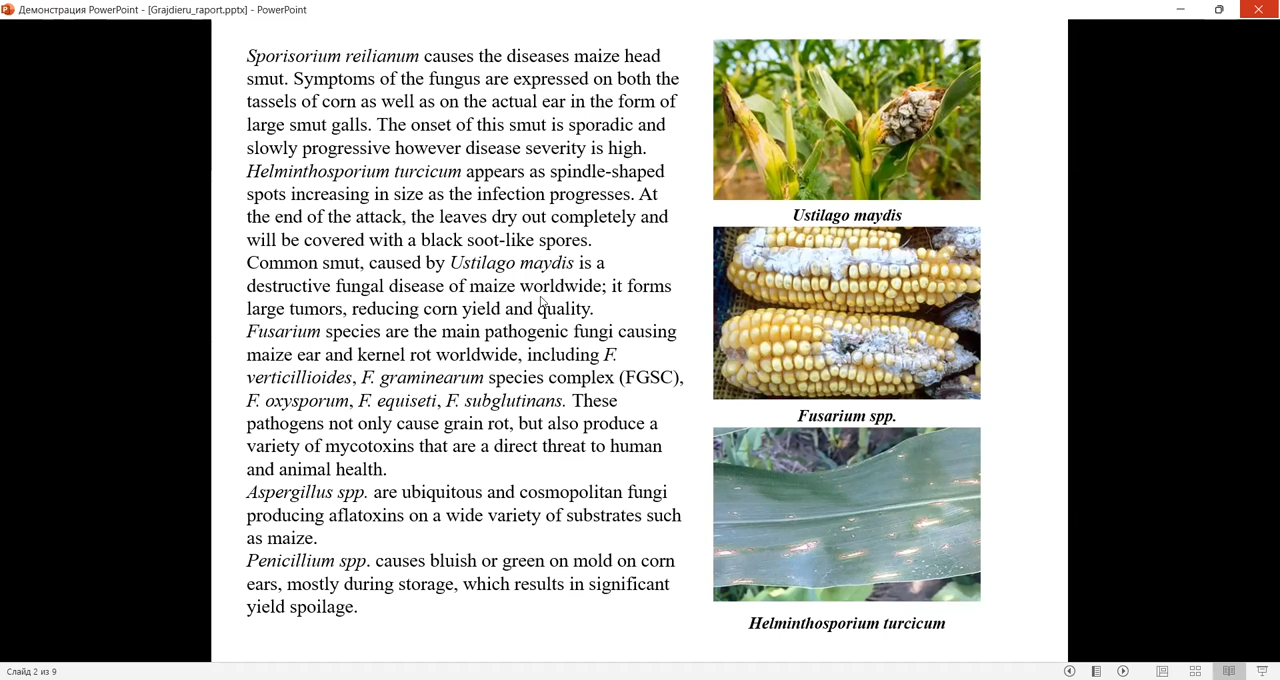 Демонстрация PowerPoint - [Grajdieru_raport.pptx] - PowerPoint
Sporisorium reilianum causes the diseases maize head
smut. Symptoms of the fungus are expressed on both the
tassels of corn as well as on the actual ear in the form of
large smut galls. The onset of this smut is sporadic and
slowly progressive however disease severity is high.
Helminthosporium turcicum appears as spindle-shaped
spots increasing in size as the infection progresses. At
the end of the attack, the leaves dry out completely and
will be covered with a black soot-like spores.
Common smut, caused by Ustilago maydis is a
destructive fungal disease of maize worldwide; it forms
large tumors, reducing corn yield and quality.
Fusarium species are the main pathogenic fungi causing
maize ear and kernel rot worldwide, including F.
verticillioides, F. graminearum species complex (FGSC),
F. oxysporum, F. equiseti, F. subglutinans. These
pathogens not only cause grain rot, but also produce a
variety of mycotoxins that are a direct threat to human
and animal health.
Aspergillus spp. are ubiquitous and cosmopolitan fungi
producing aflatoxins on a wide variety of substrates such
as maize.
Penicillium spp. causes bluish or green on mold on corn
ears, mostly during storage, which results in significant
yield spoilage.
Ustilago maydis
Fusarium spp.
Helminthosporium turcicum
Слайд 2 из 9